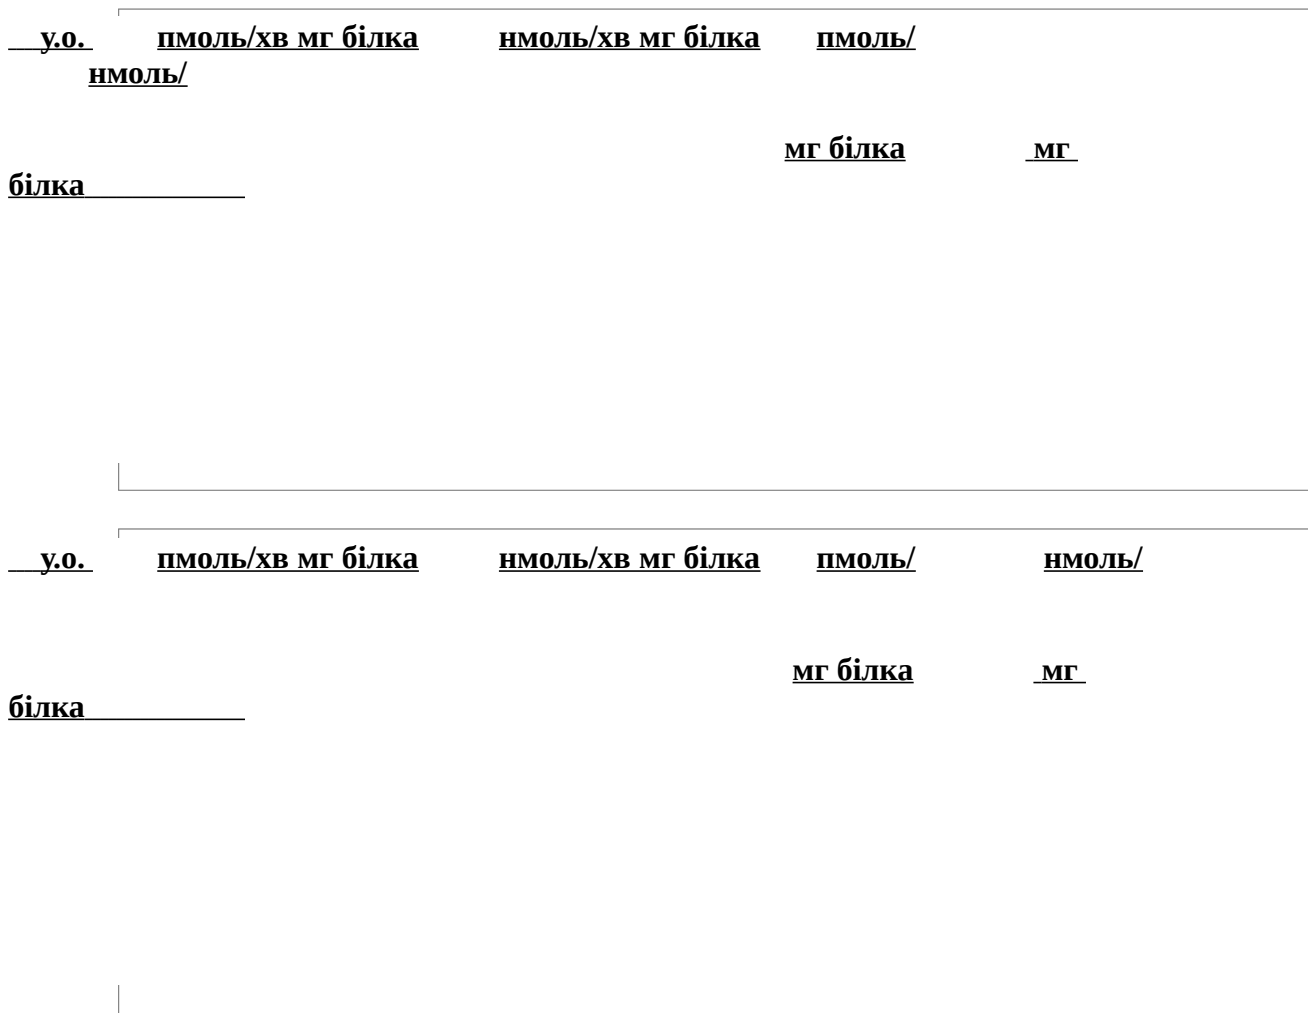 у.о. пмоль/хв мг білка нмоль/хв мг білка пмоль/
нмоль/
мг білка мг
білка
у.о. пмоль/хв мг білка нмоль/хв мг білка пмоль/ нмоль/
мг білка мг
білка